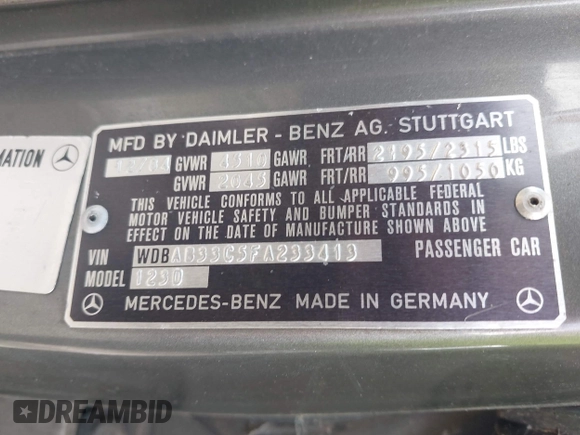 MATION
MFD BY DAIMLER - BENZ AG. STUTTGART
GVWR 4510 GAWR FRT/RR 2195/2315 LBS
GVWR 2045 GAWR FRT/RR 995/1050 KG
THIS VEHICLE CONFORMS TO ALL APPLICABLE FEDERAL
MOTOR VEHICLE SAFETY AND BUMPER STANDARDS IN
EFFECT ON THE DATE OF MANUFACTURE SHOWN ABOVE
VIN WDBAB93C5FA233413 PASSENGER CAR
MODEL 123D
MERCEDES-BENZ MADE IN GERMANY
DREAMBID